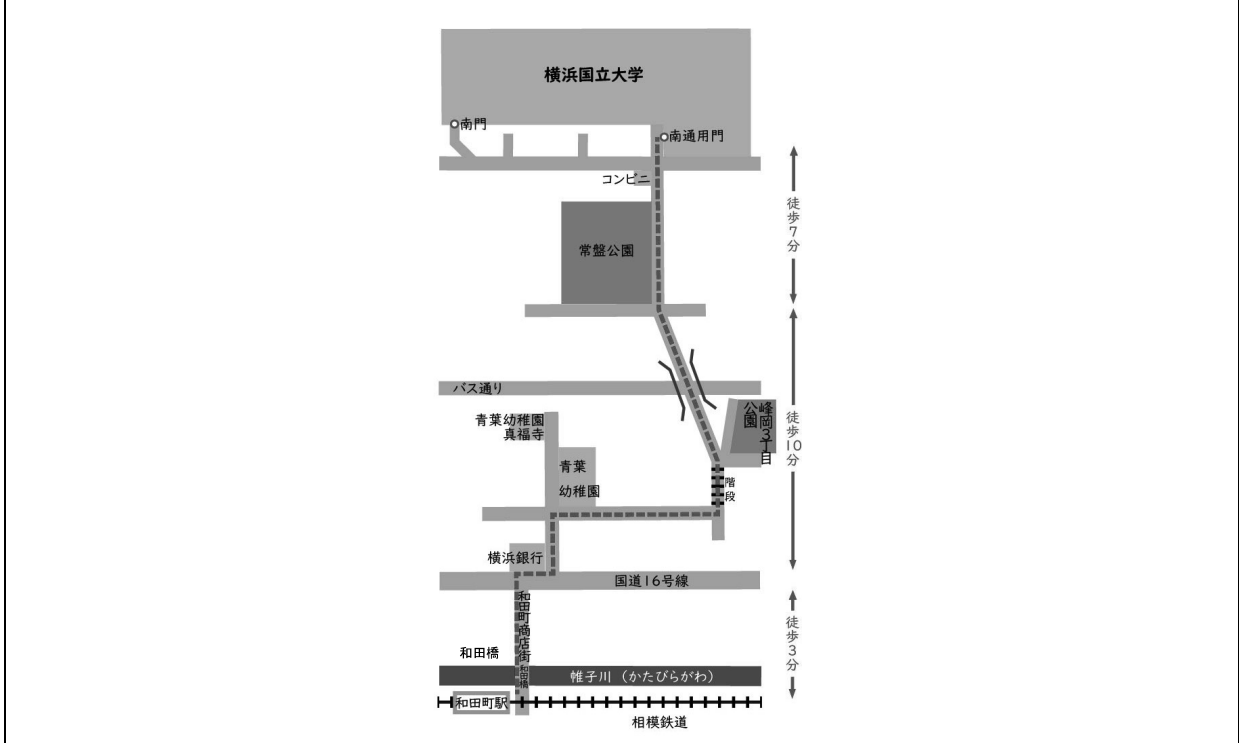 横浜国立大学
南門
南通用門
コンビニ
徒歩7分
常盤公園
バス通り
峰岡3丁目
公園
青葉幼稚園
真福寺
徒歩10分
青葉
幼稚園
階段
横浜銀行
国道16号線
和田町商店街
徒歩3分
和田橋
和田橋
帷子川（かたびらがわ）
和田町駅
相模鉄道